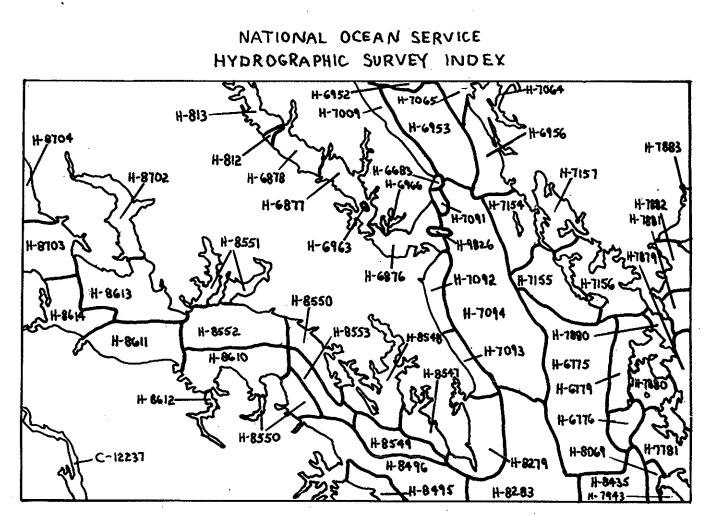 NATIONAL OCEAN SERVICE
HYDROGRAPHIC SURVEY INDEX
H-6952
H-7065
H-7064
H-813
H-7009
H-6953
H-6956
H-8704
H-812
H-7883
H-6878
H-6683
H-6966
H-7157
H-8702
H-6877
H-7154
H-7882
H-7881
H-7091
H-8703
H-8551
H-6963
H-9826
H-7879
H-6876
H-7092
H-7155
H-7156
H-8613
H-8550
H-8614
H-7094
H-8552
H-8553
H-8548
H-7880
H-8611
H-7093
H-8610
H-6775
H-8547
H-6779
H-7880
H-8612
H-6776
H-8550
H-8549
H-8069
H-7781
C-12237
H-8496
H-8279
H-8435
H-8495
H-8283
H-7943